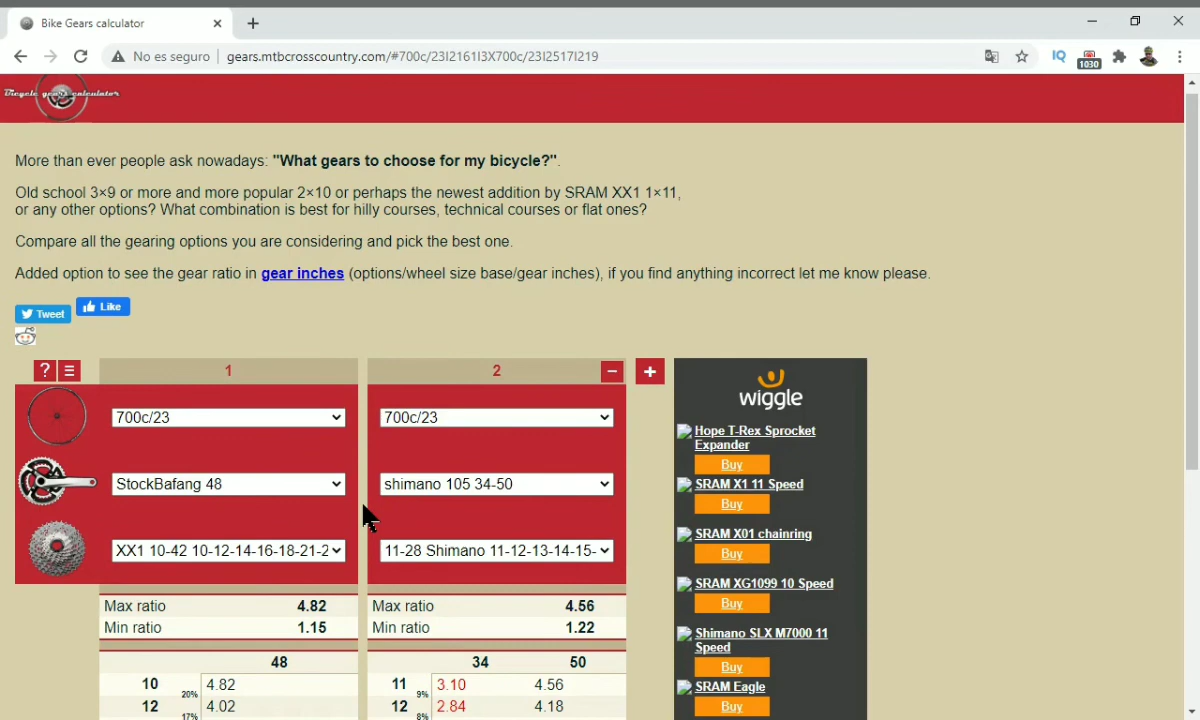 Bike Gears calculator
No es seguro
gears.mtbcrosscountry.com/#700c/23I2161I3X700c/23I2517I219
IQ
1030
Bicycle gears calculator
More than ever people ask nowadays: "What gears to choose for my bicycle?".
Old school 3×9 or more and more popular 2×10 or perhaps the newest addition by SRAM XX1 1×11,
or any other options? What combination is best for hilly courses, technical courses or flat ones?
Compare all the gearing options you are considering and pick the best one.
Added option to see the gear ratio in gear inches (options/wheel size base/gear inches), if you find anything incorrect let me know please.
Tweet
Like
? ☰ 1 2 − +
700c/23 700c/23
StockBafang 48 shimano 105 34-50
XX1 10-42 10-12-14-16-18-21-2 11-28 Shimano 11-12-13-14-15-
Max ratio 4.82 Max ratio 4.56
Min ratio 1.15 Min ratio 1.22
48 34 50
10 4.82 11 3.10 4.56
20% 9%
12 4.02 12 2.84 4.18
17% 8%
wiggle
Hope T-Rex Sprocket
Expander
Buy
SRAM X1 11 Speed
Buy
SRAM X01 chainring
Buy
SRAM XG1099 10 Speed
Buy
Shimano SLX M7000 11
Speed
Buy
SRAM Eagle
Buy